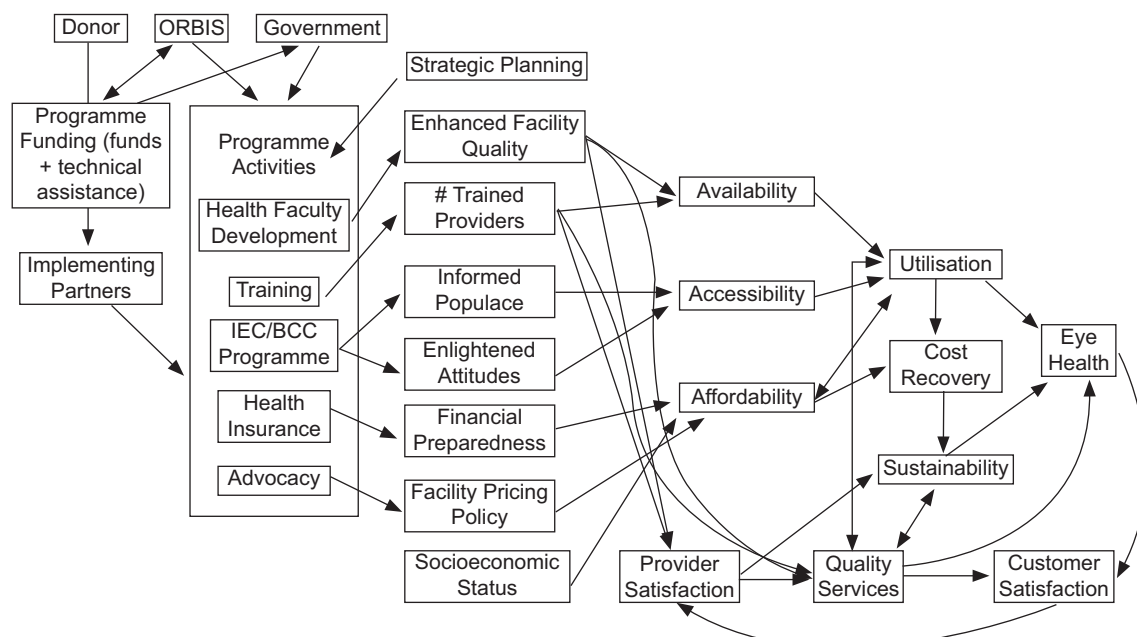 Donor
ORBIS
Government
Strategic Planning
Programme
Funding (funds
+ technical
assistance)
Programme
Activities
Enhanced Facility
Quality
Availability
Health Faculty
Development
# Trained
Providers
Implementing
Partners
Utilisation
Training
Informed
Populace
Accessibility
IEC/BCC
Programme
Enlightened
Attitudes
Cost
Recovery
Eye
Health
Health
Insurance
Financial
Preparedness
Affordability
Advocacy
Facility Pricing
Policy
Sustainability
Socioeconomic
Status
Provider
Satisfaction
Quality
Services
Customer
Satisfaction